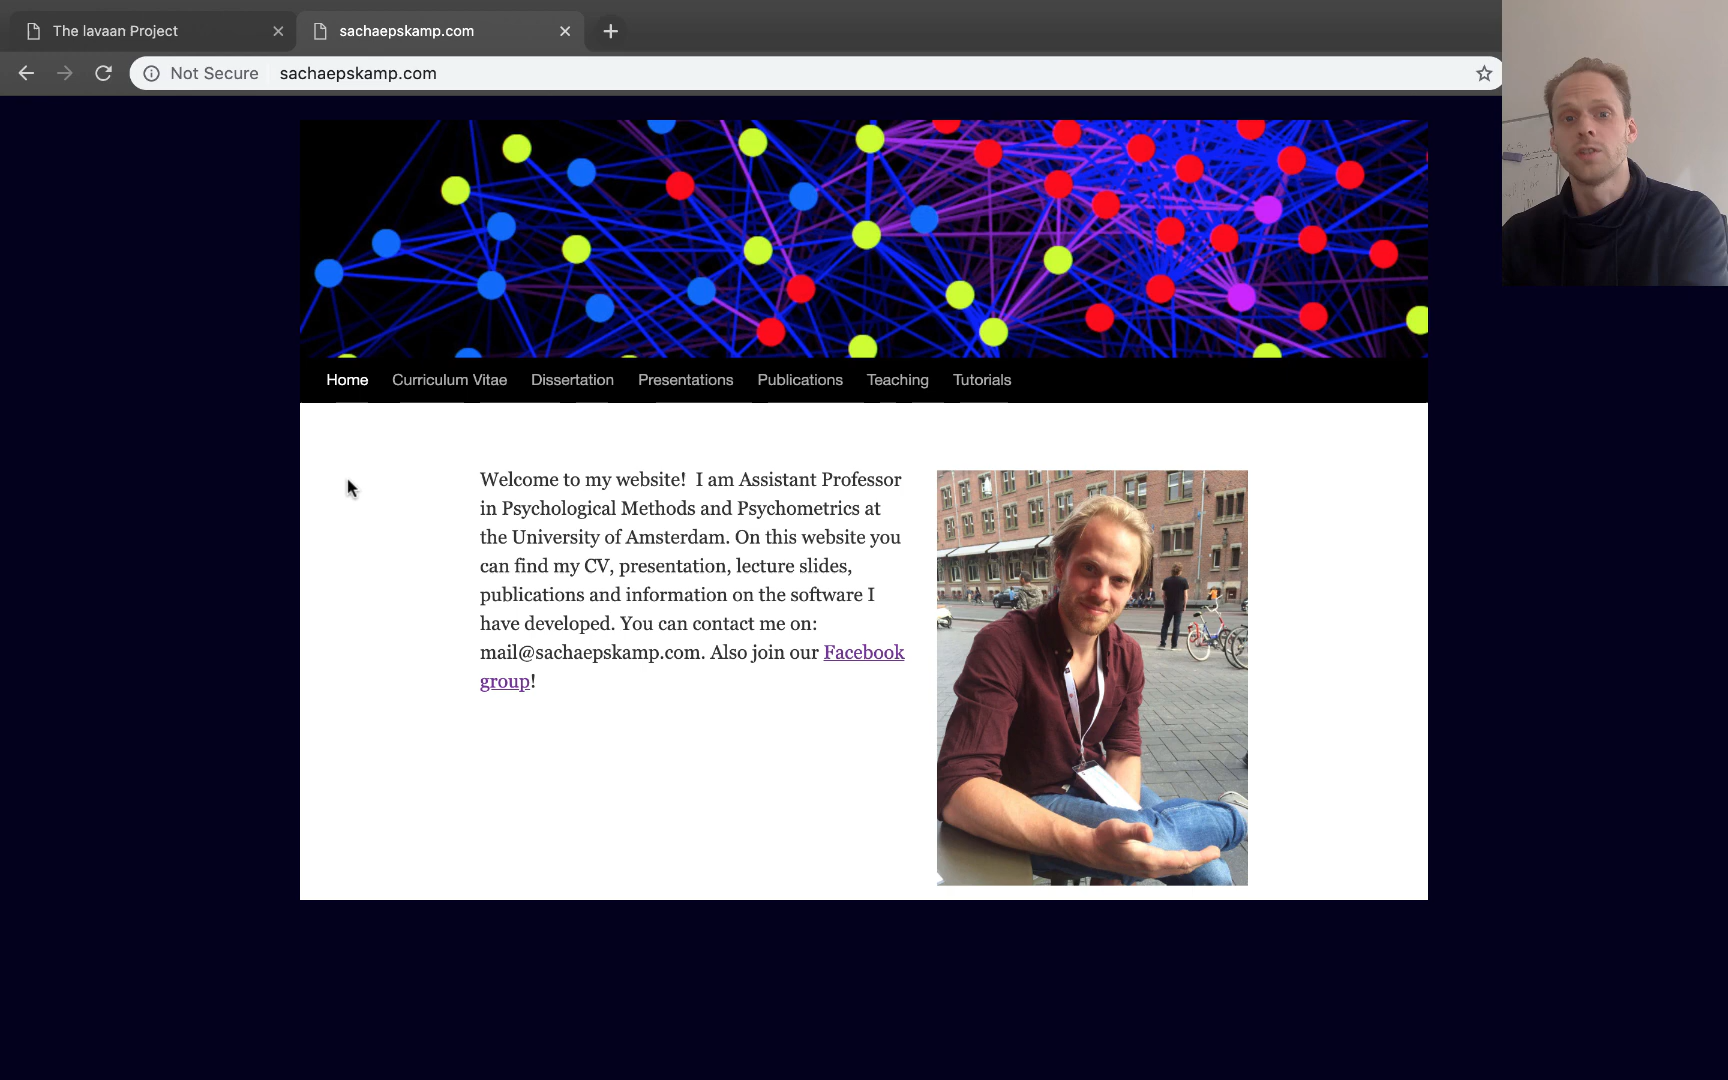 The lavaan Project
sachaepskamp.com
Not Secure sachaepskamp.com
Home Curriculum Vitae Dissertation Presentations Publications Teaching Tutorials
Welcome to my website!  I am Assistant Professor
in Psychological Methods and Psychometrics at
the University of Amsterdam. On this website you
can find my CV, presentation, lecture slides,
publications and information on the software I
have developed. You can contact me on:
mail@sachaepskamp.com. Also join our Facebook
group!